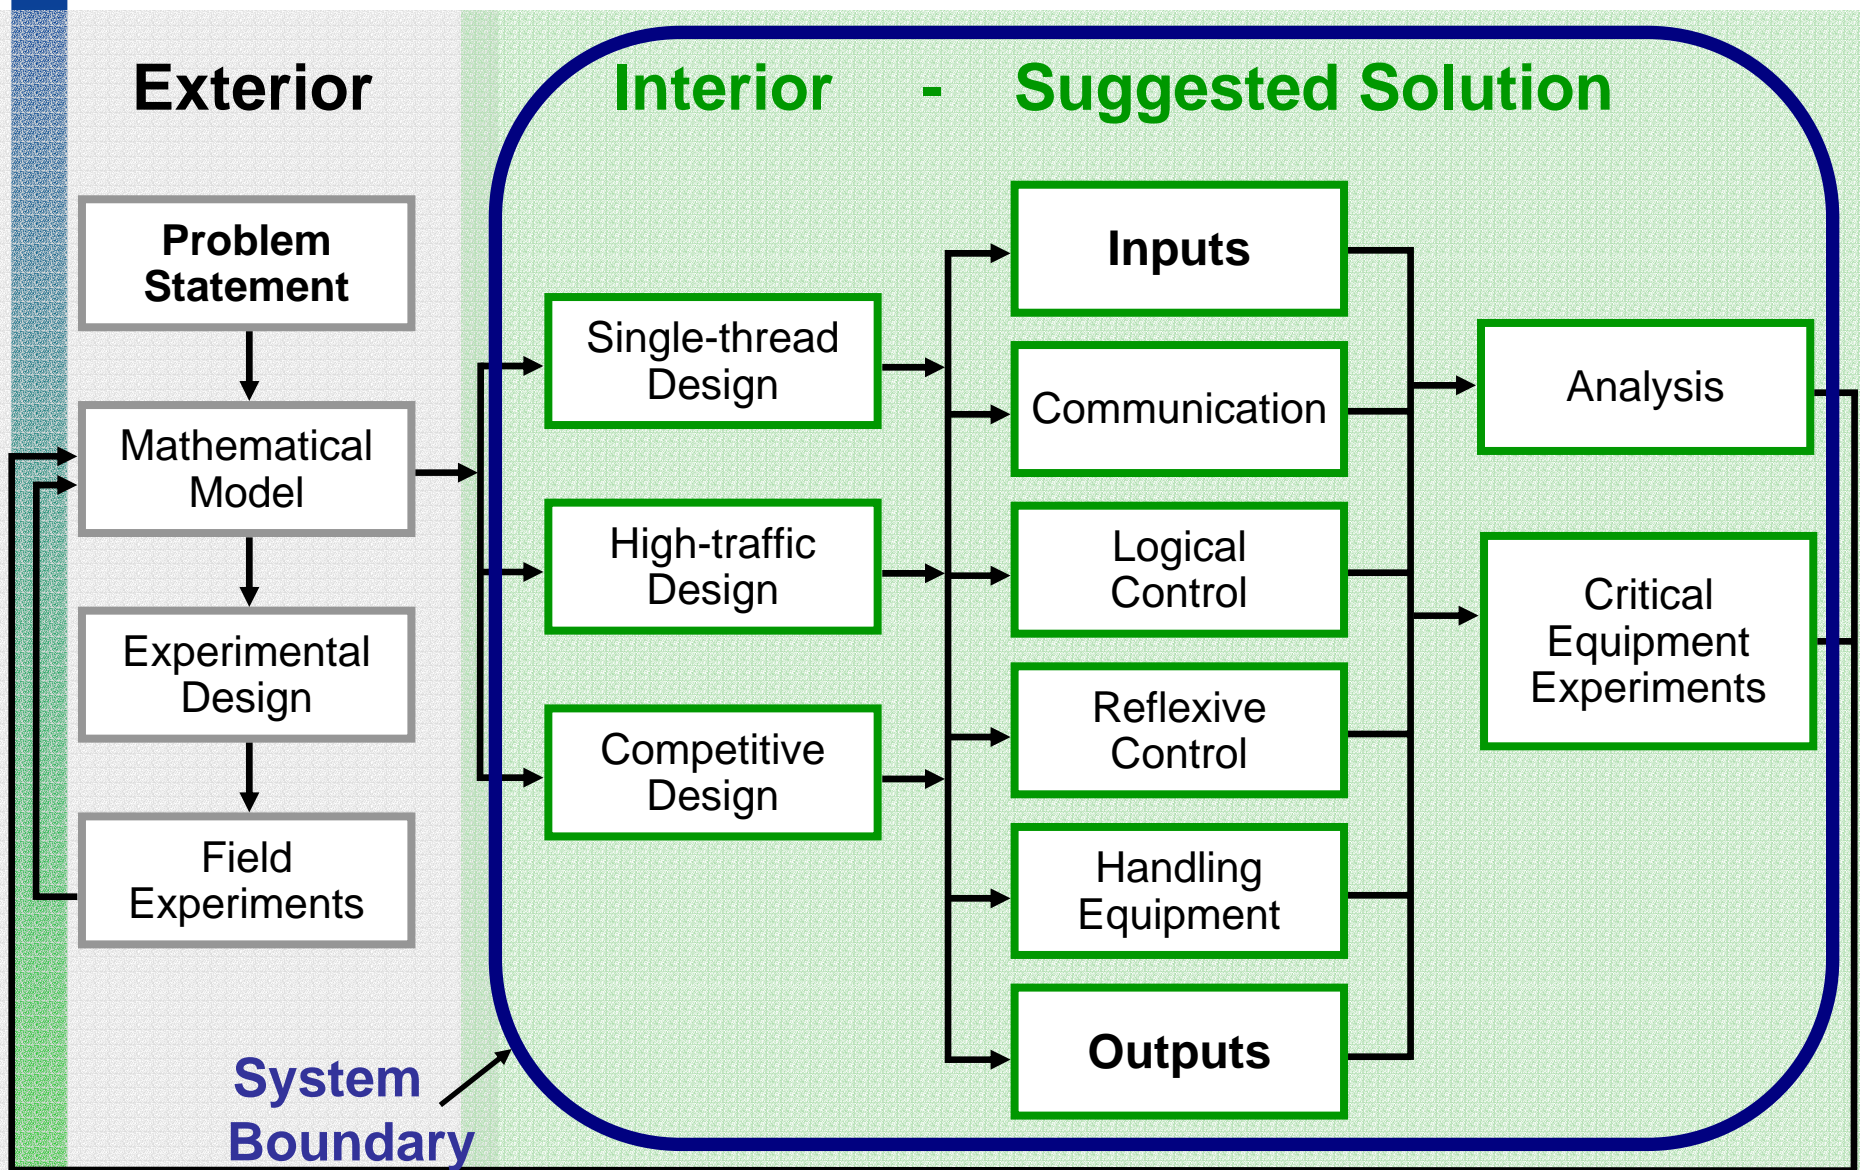 Exterior
Interior - Suggested Solution
Problem
Statement
Mathematical
Model
Experimental
Design
Field
Experiments
Single-thread
Design
High-traffic
Design
Competitive
Design
Inputs
Communication
Logical
Control
Reflexive
Control
Handling
Equipment
Outputs
Analysis
Critical
Equipment
Experiments
System
Boundary